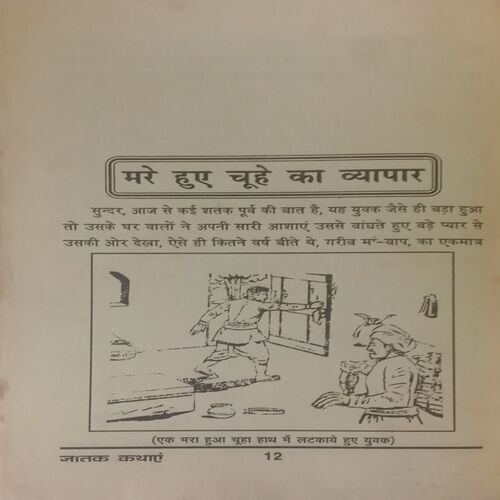 मरे हुए चूहे का व्यापार
सुन्दर, आज से कई शतक पूर्व की बात है, यह युवक जैसे ही बड़ा हुआ
तो उसके घर वालों ने अपनी सारी आशाएं उससे बांधते हुए बड़े प्यार से
उसकी ओर देखा, ऐसे ही कितने वर्ष बीते थे, गरीब मां-बाप, का एकमात्र
(एक मरा हुआ चूहा हाथ में लटकाये हुए युवक)
जातक कथाएं
12